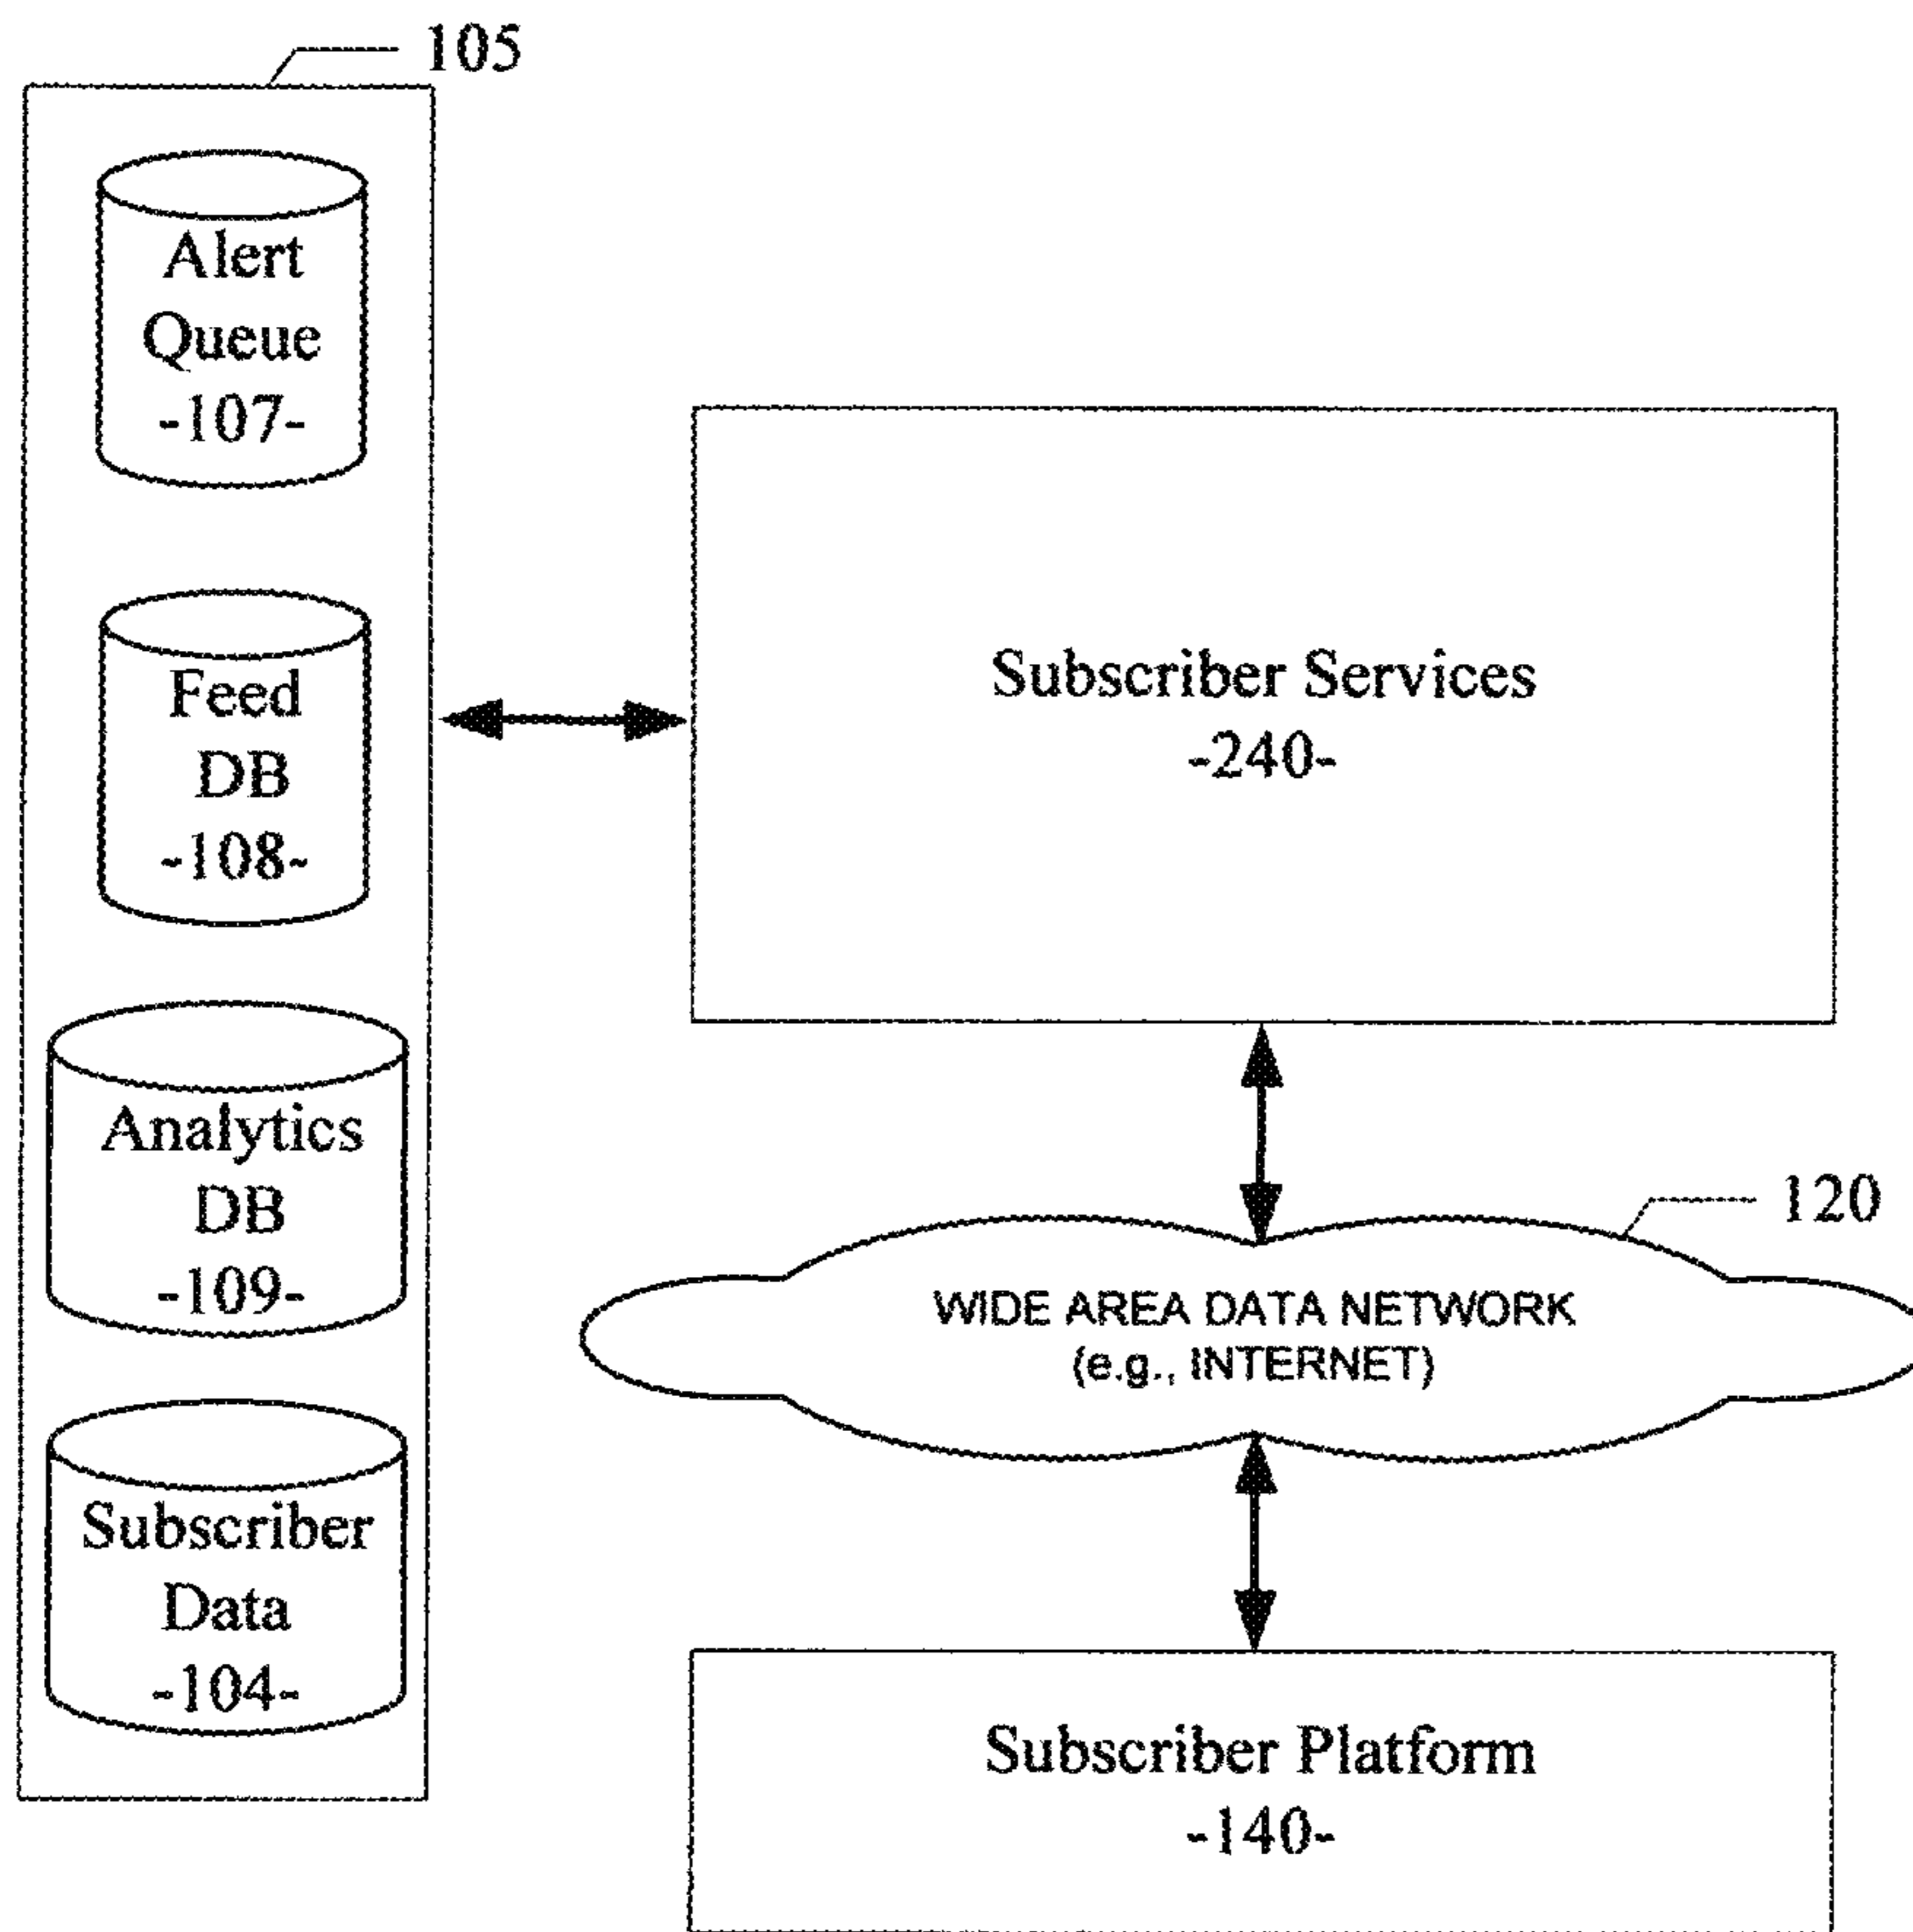 105
Alert
Queue
-107-
Feed
DB
-108-
Analytics
DB
-109-
Subscriber
Data
-104-
Subscriber Services
-240-
120
WIDE AREA DATA NETWORK
(e.g., INTERNET)
Subscriber Platform
-140-